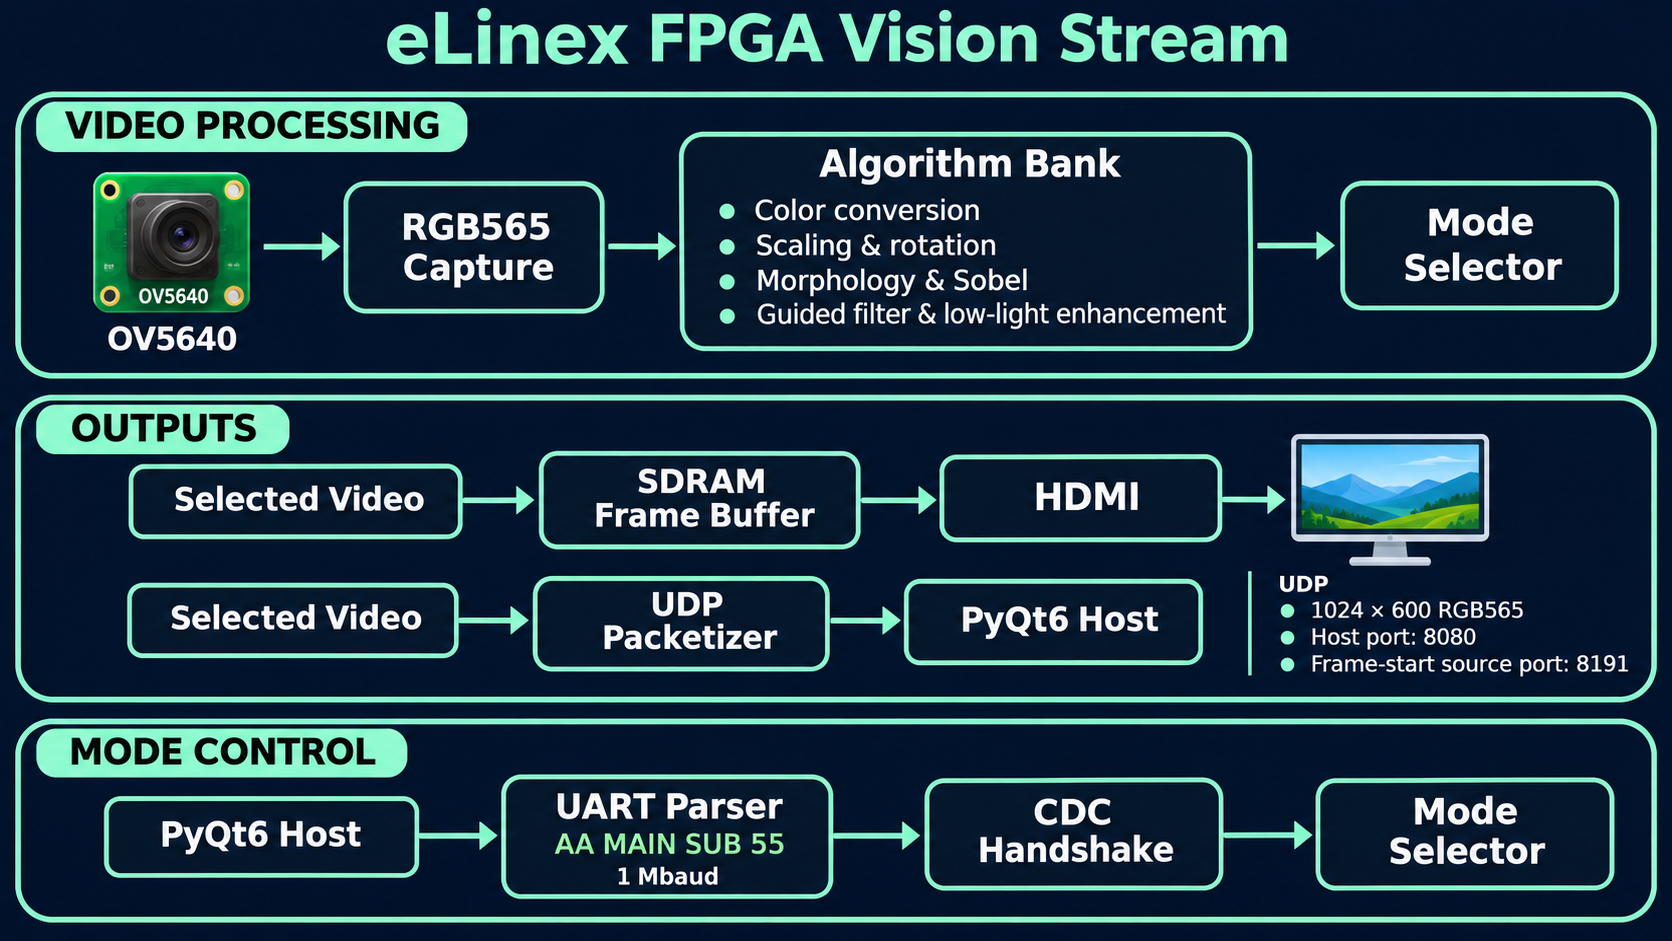 eLinex FPGA Vision Stream
VIDEO PROCESSING
OV5640
OV5640
RGB565
Capture
Algorithm Bank
Color conversion
Scaling & rotation
Morphology & Sobel
Guided filter & low-light enhancement
Mode
Selector
OUTPUTS
Selected Video
SDRAM
Frame Buffer
HDMI
Selected Video
UDP
Packetizer
PyQt6 Host
UDP
1024 × 600 RGB565
Host port: 8080
Frame-start source port: 8191
MODE CONTROL
PyQt6 Host
UART Parser
AA MAIN SUB 55
1 Mbaud
CDC
Handshake
Mode
Selector